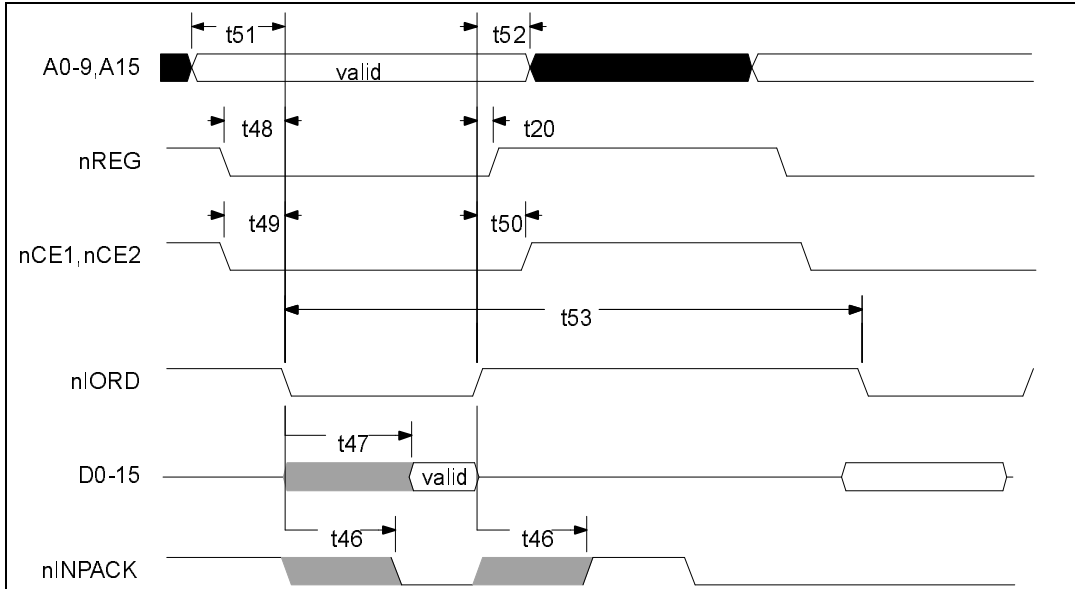 t51 t52
A0-9,A15 valid
t48 t20
nREG
t49 t50
nCE1,nCE2
t53
nIORD
t47
D0-15 valid
t46 t46
nINPACK